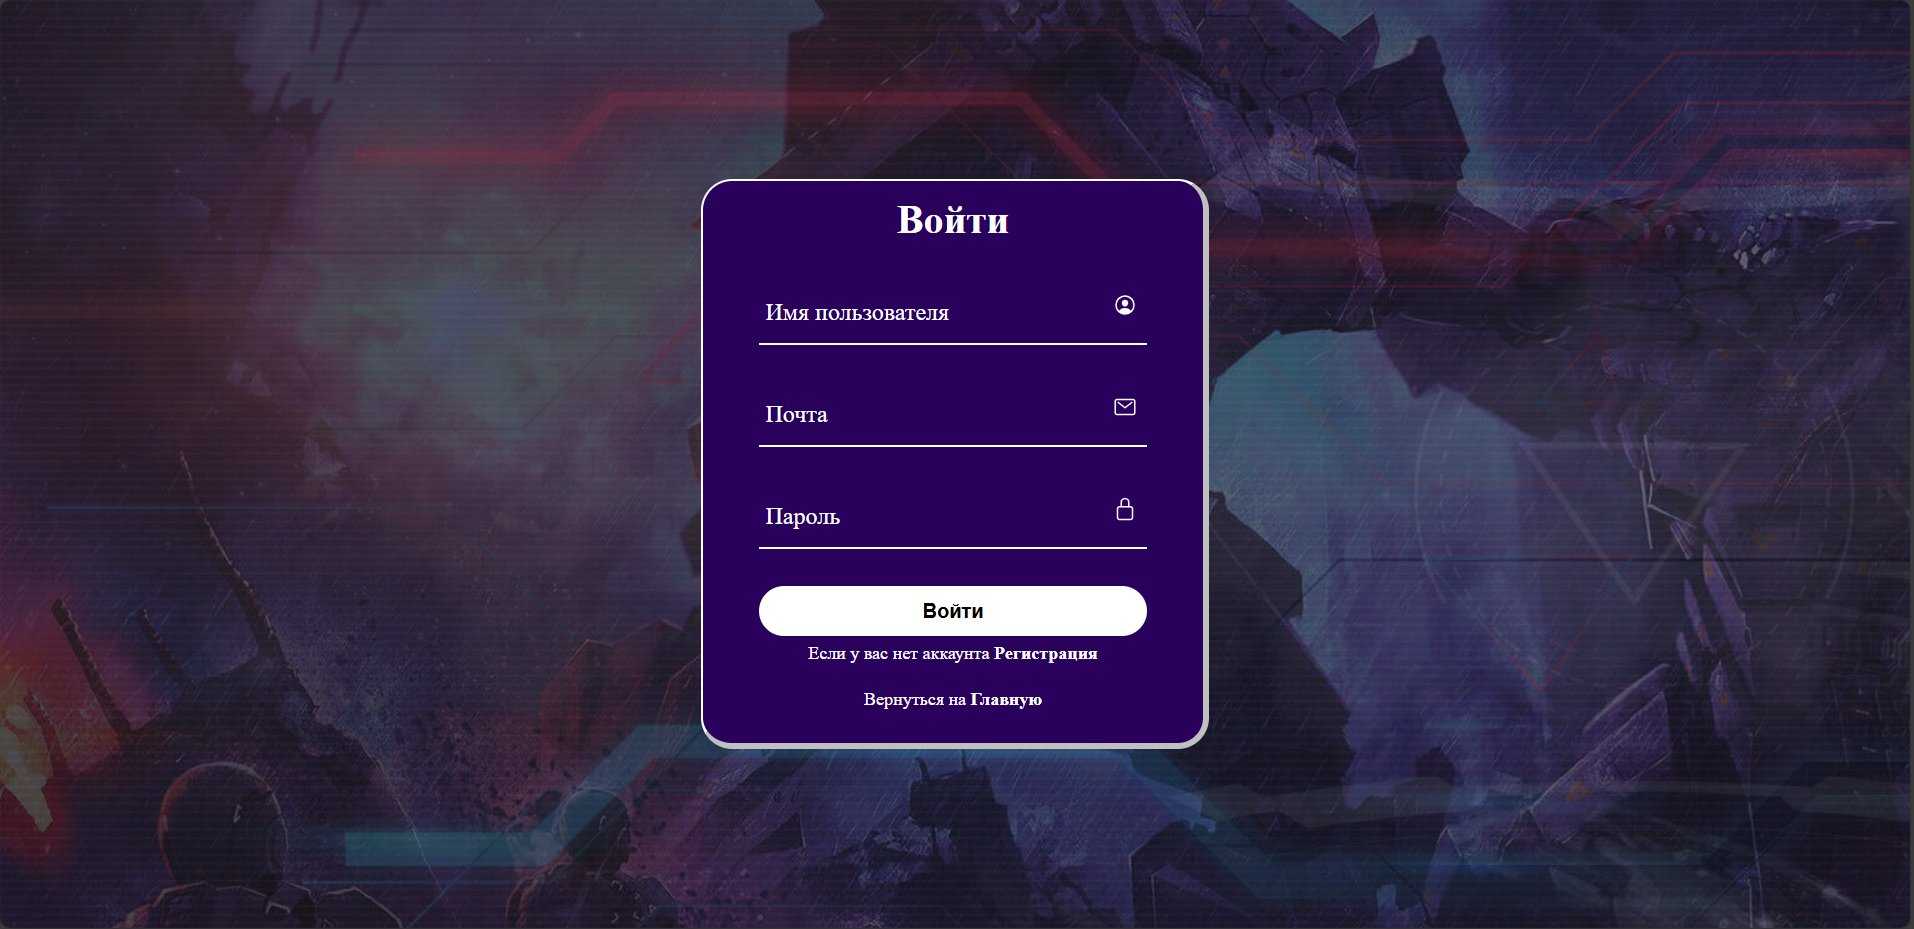 Войти
Имя пользователя
Почта
Пароль
Войти
Если у вас нет аккаунта Регистрация
Вернуться на Главную